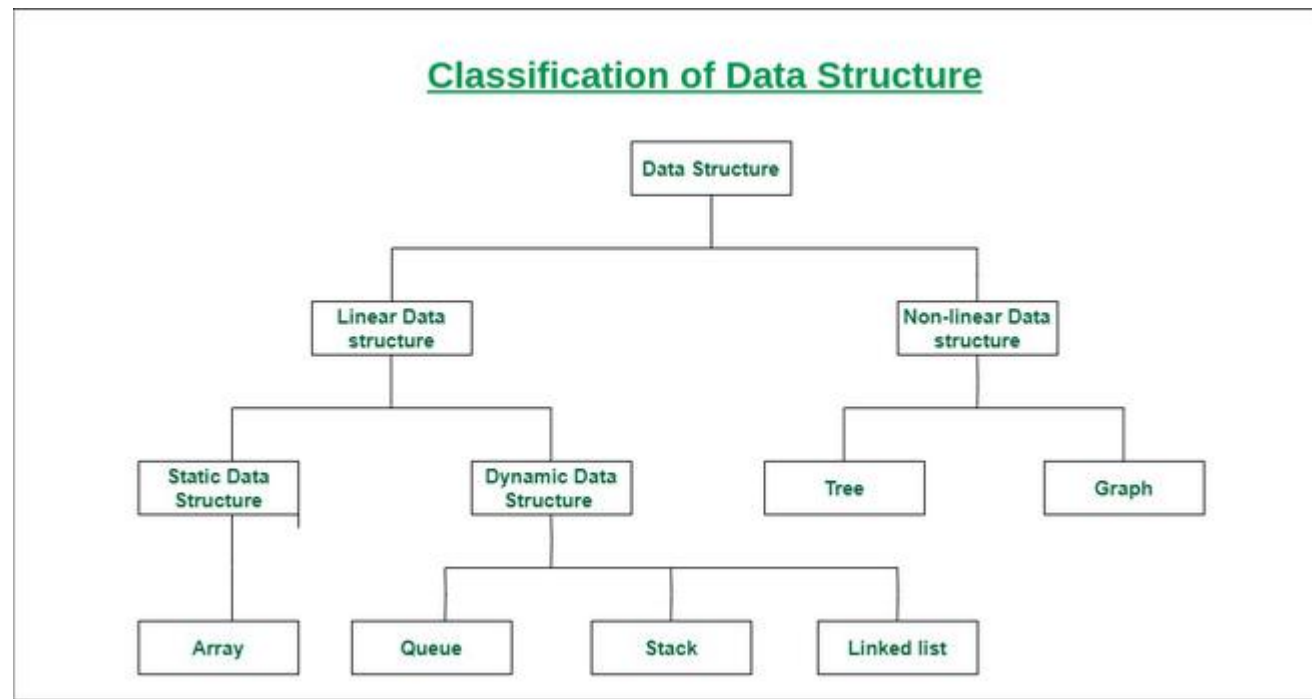 Classification of Data Structure
Data Structure
Linear Data
structure
Non-linear Data
structure
Static Data
Structure
Dynamic Data
Structure
Tree
Graph
Array
Queue
Stack
Linked list